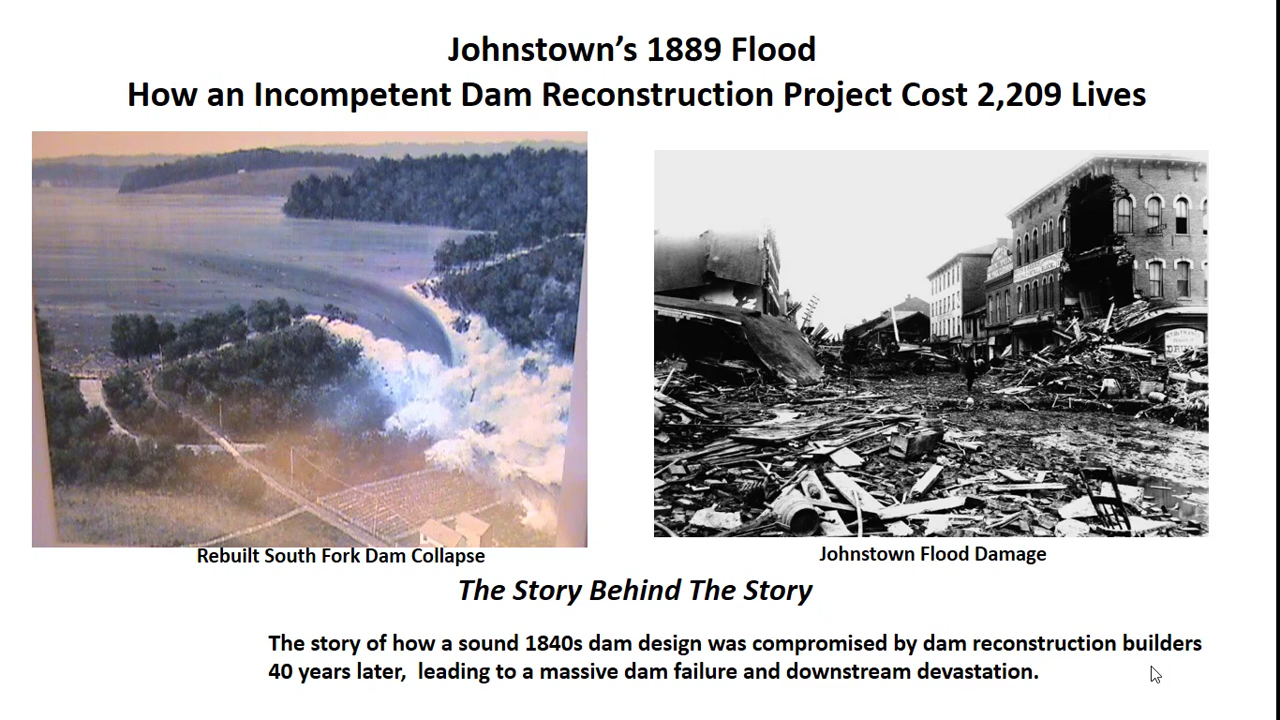 Johnstown's 1889 Flood
How an Incompetent Dam Reconstruction Project Cost 2,209 Lives
Rebuilt South Fork Dam Collapse
Johnstown Flood Damage
The Story Behind The Story
The story of how a sound 1840s dam design was compromised by dam reconstruction builders
40 years later,  leading to a massive dam failure and downstream devastation.